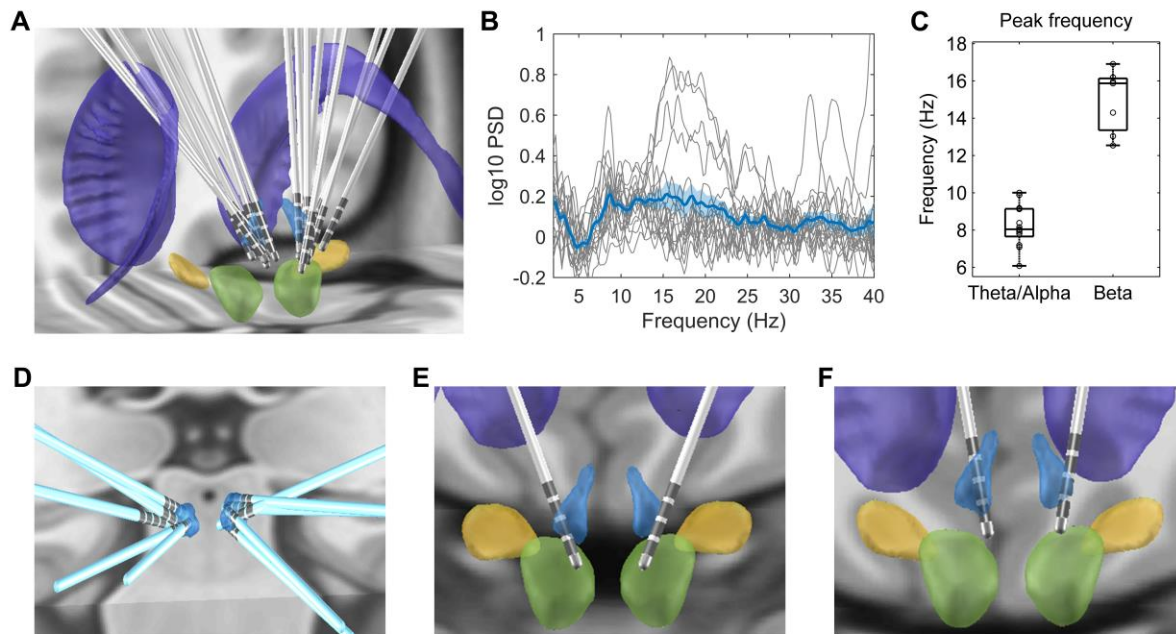 A
B
C
Peak frequency
log10 PSD
1
0.8
0.6
0.4
0.2
0
-0.2
5 10 15 20 25 30 35 40
Frequency (Hz)
Frequency (Hz)
18
16
14
12
10
8
6
Theta/Alpha Beta
D
E
F